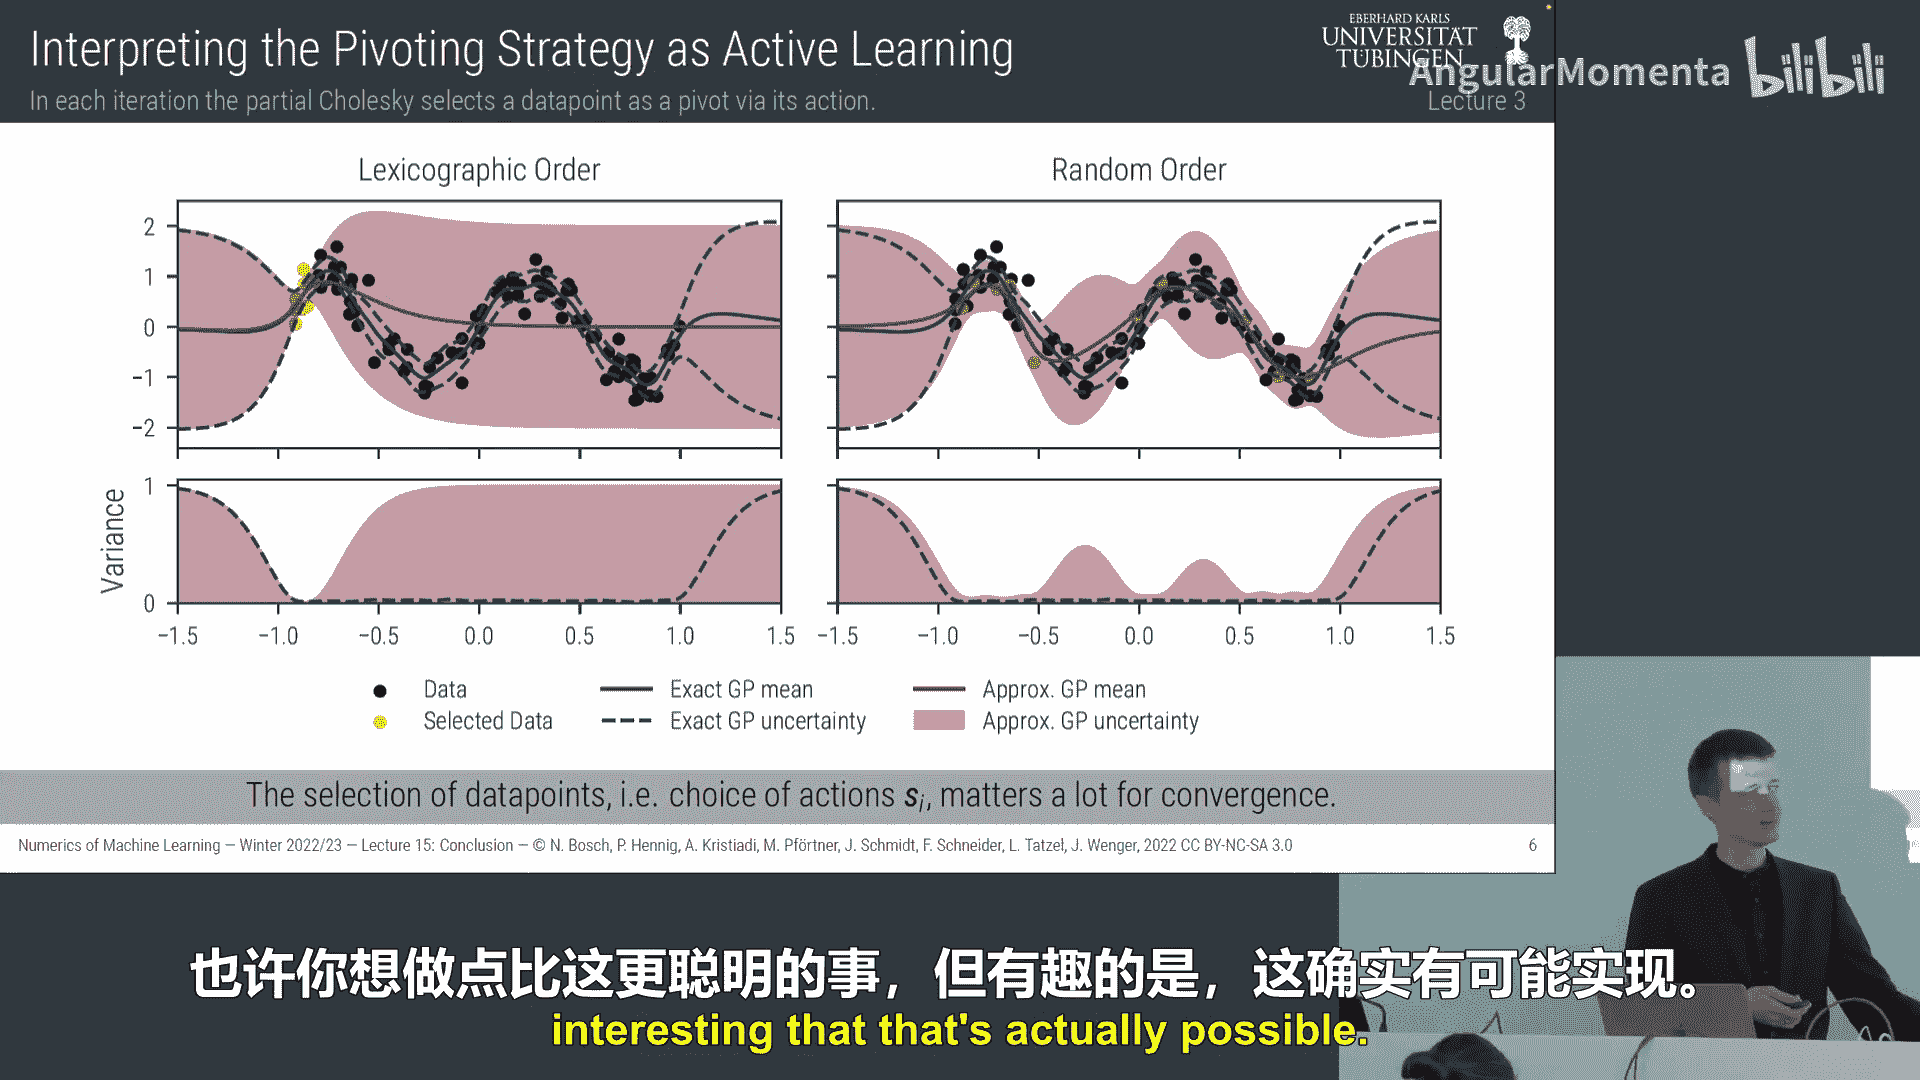 Interpreting the Pivoting Strategy as Active Learning
In each iteration the partial Cholesky selects a datapoint as a pivot via its action.
EBERHARD KARLS
UNIVERSITÄT
TÜBINGEN
AngularMomenta bilibili
Lecture 3
Lexicographic Order
Random Order
2
1
0
−1
−2
Variance
1
0
−1.5 −1.0 −0.5 0.0 0.5 1.0 1.5
−1.5 −1.0 −0.5 0.0 0.5 1.0 1.5
Data
Selected Data
Exact GP mean
Exact GP uncertainty
Approx. GP mean
Approx. GP uncertainty
The selection of datapoints, i.e. choice of actions sᵢ, matters a lot for convergence.
Numerics of Machine Learning — Winter 2022/23 — Lecture 15: Conclusion — © N. Bosch, P. Hennig, A. Kristiadi, M. Pförtner, J. Schmidt, F. Schneider, L. Tatzel, J. Wenger, 2022 CC BY-NC-SA 3.0
6
也许你想做点比这更聪明的事，但有趣的是，这确实有可能实现。
interesting that that's actually possible.